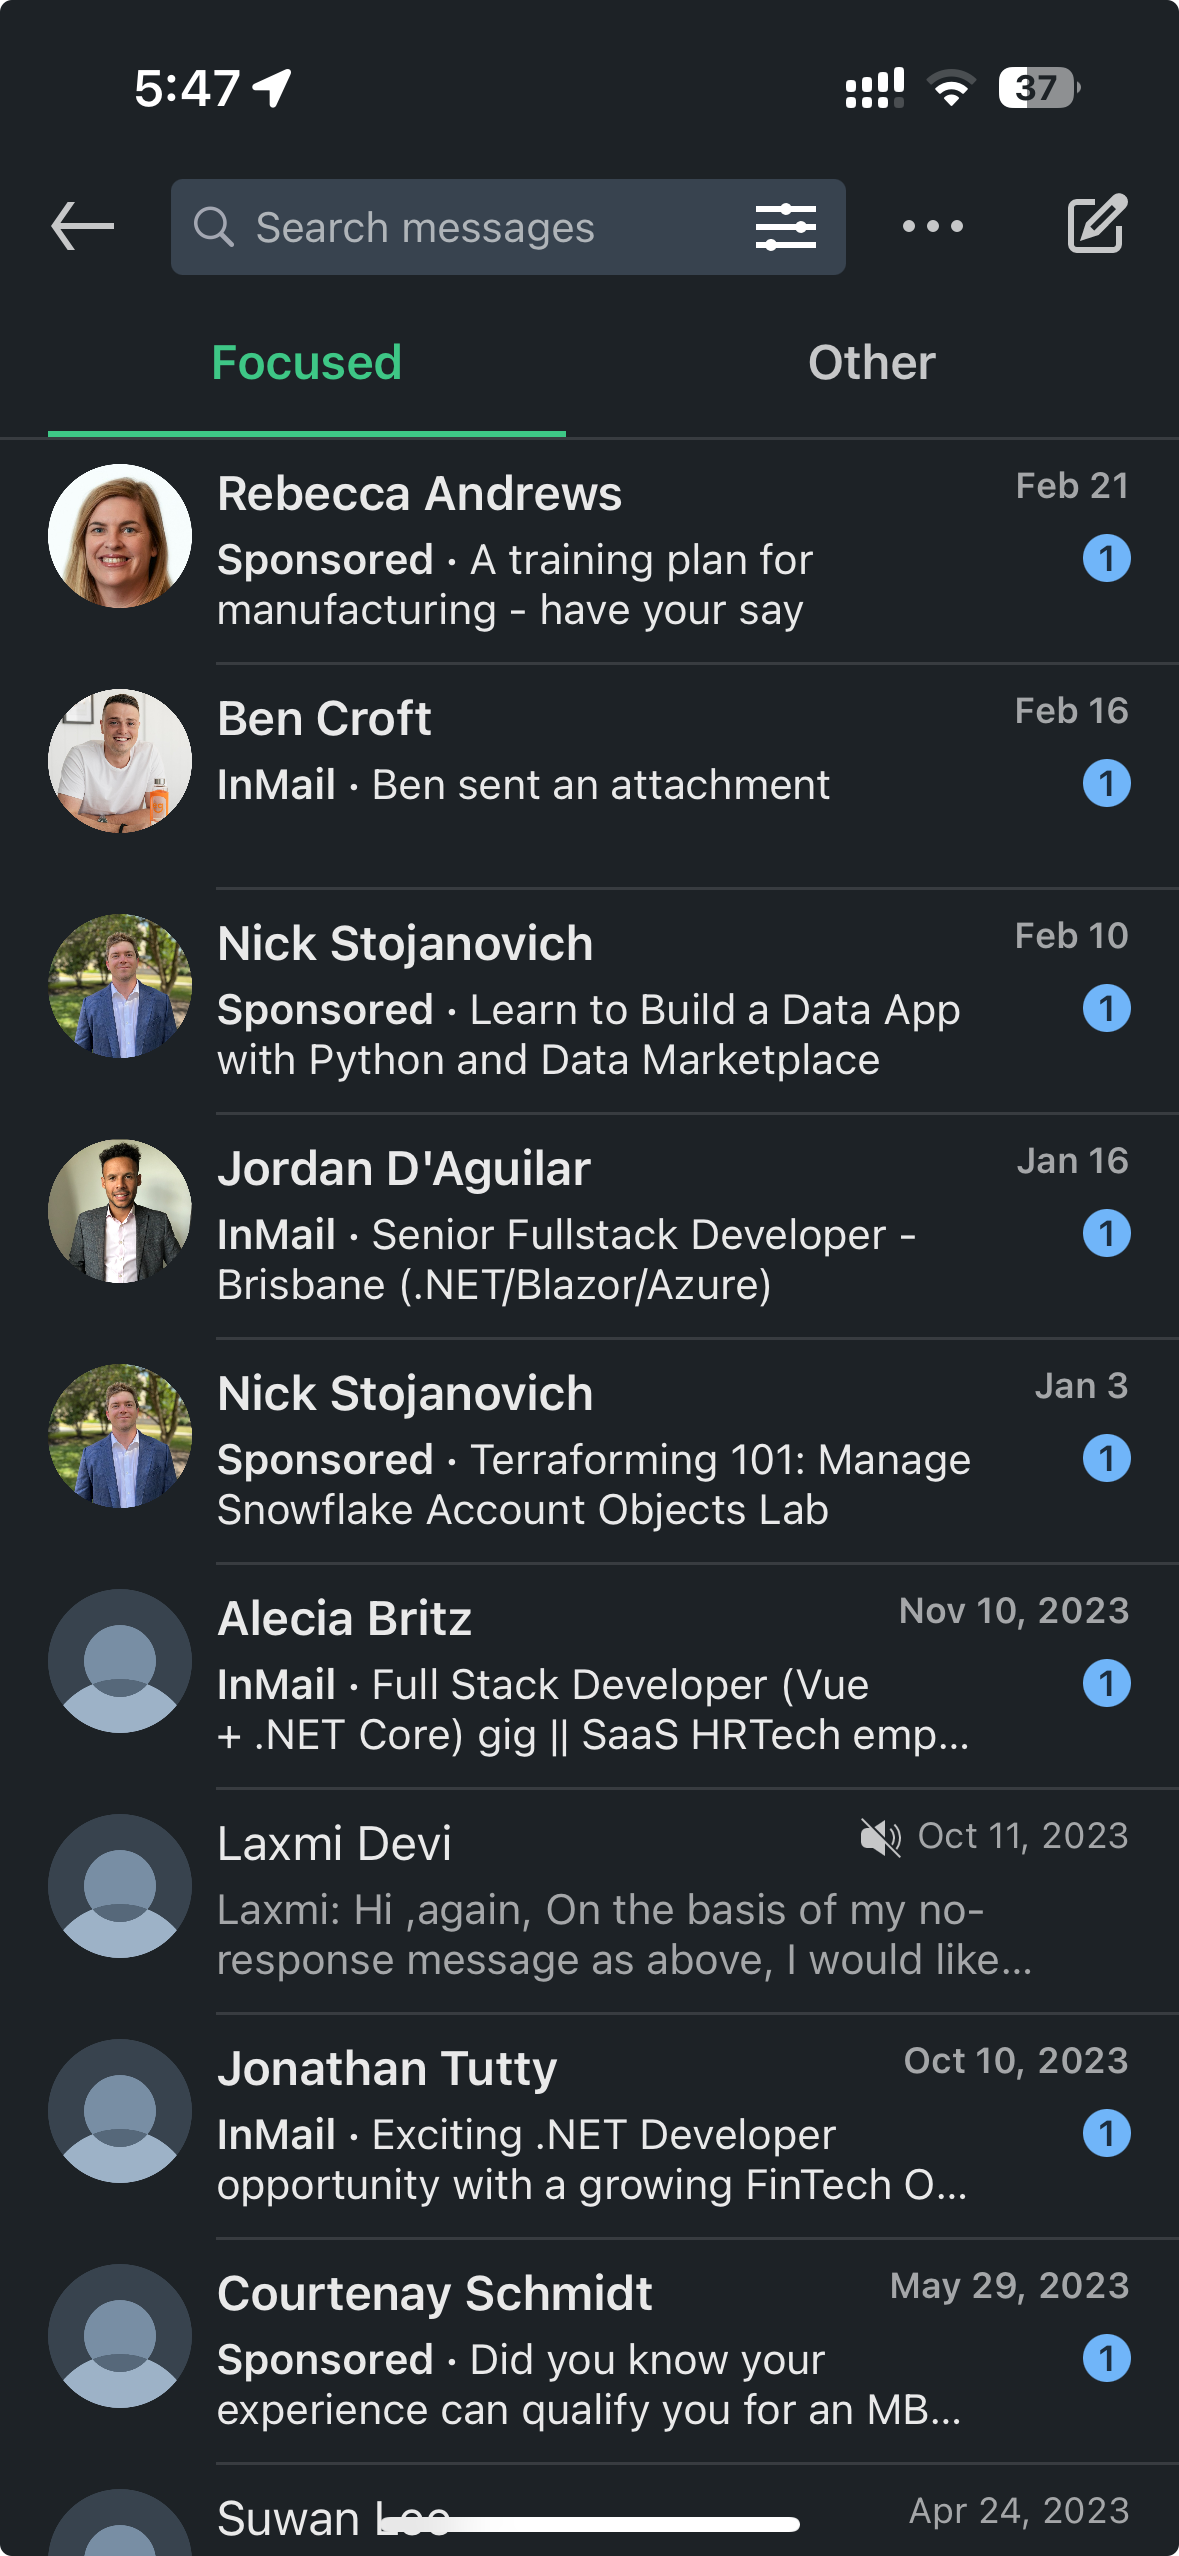 5:47
37
Search messages
Focused
Other
Rebecca Andrews
Feb 21
Sponsored · A training plan for
1
manufacturing - have your say
Ben Croft
Feb 16
InMail · Ben sent an attachment
1
Nick Stojanovich
Feb 10
Sponsored · Learn to Build a Data App
1
with Python and Data Marketplace
Jordan D'Aguilar
Jan 16
InMail · Senior Fullstack Developer -
1
Brisbane (.NET/Blazor/Azure)
Nick Stojanovich
Jan 3
Sponsored · Terraforming 101: Manage
1
Snowflake Account Objects Lab
Alecia Britz
Nov 10, 2023
InMail · Full Stack Developer (Vue
1
+ .NET Core) gig || SaaS HRTech emp...
Laxmi Devi
Oct 11, 2023
Laxmi: Hi ,again, On the basis of my no-
response message as above, I would like...
Jonathan Tutty
Oct 10, 2023
InMail · Exciting .NET Developer
1
opportunity with a growing FinTech O...
Courtenay Schmidt
May 29, 2023
Sponsored · Did you know your
1
experience can qualify you for an MB...
Suwan
Apr 24, 2023